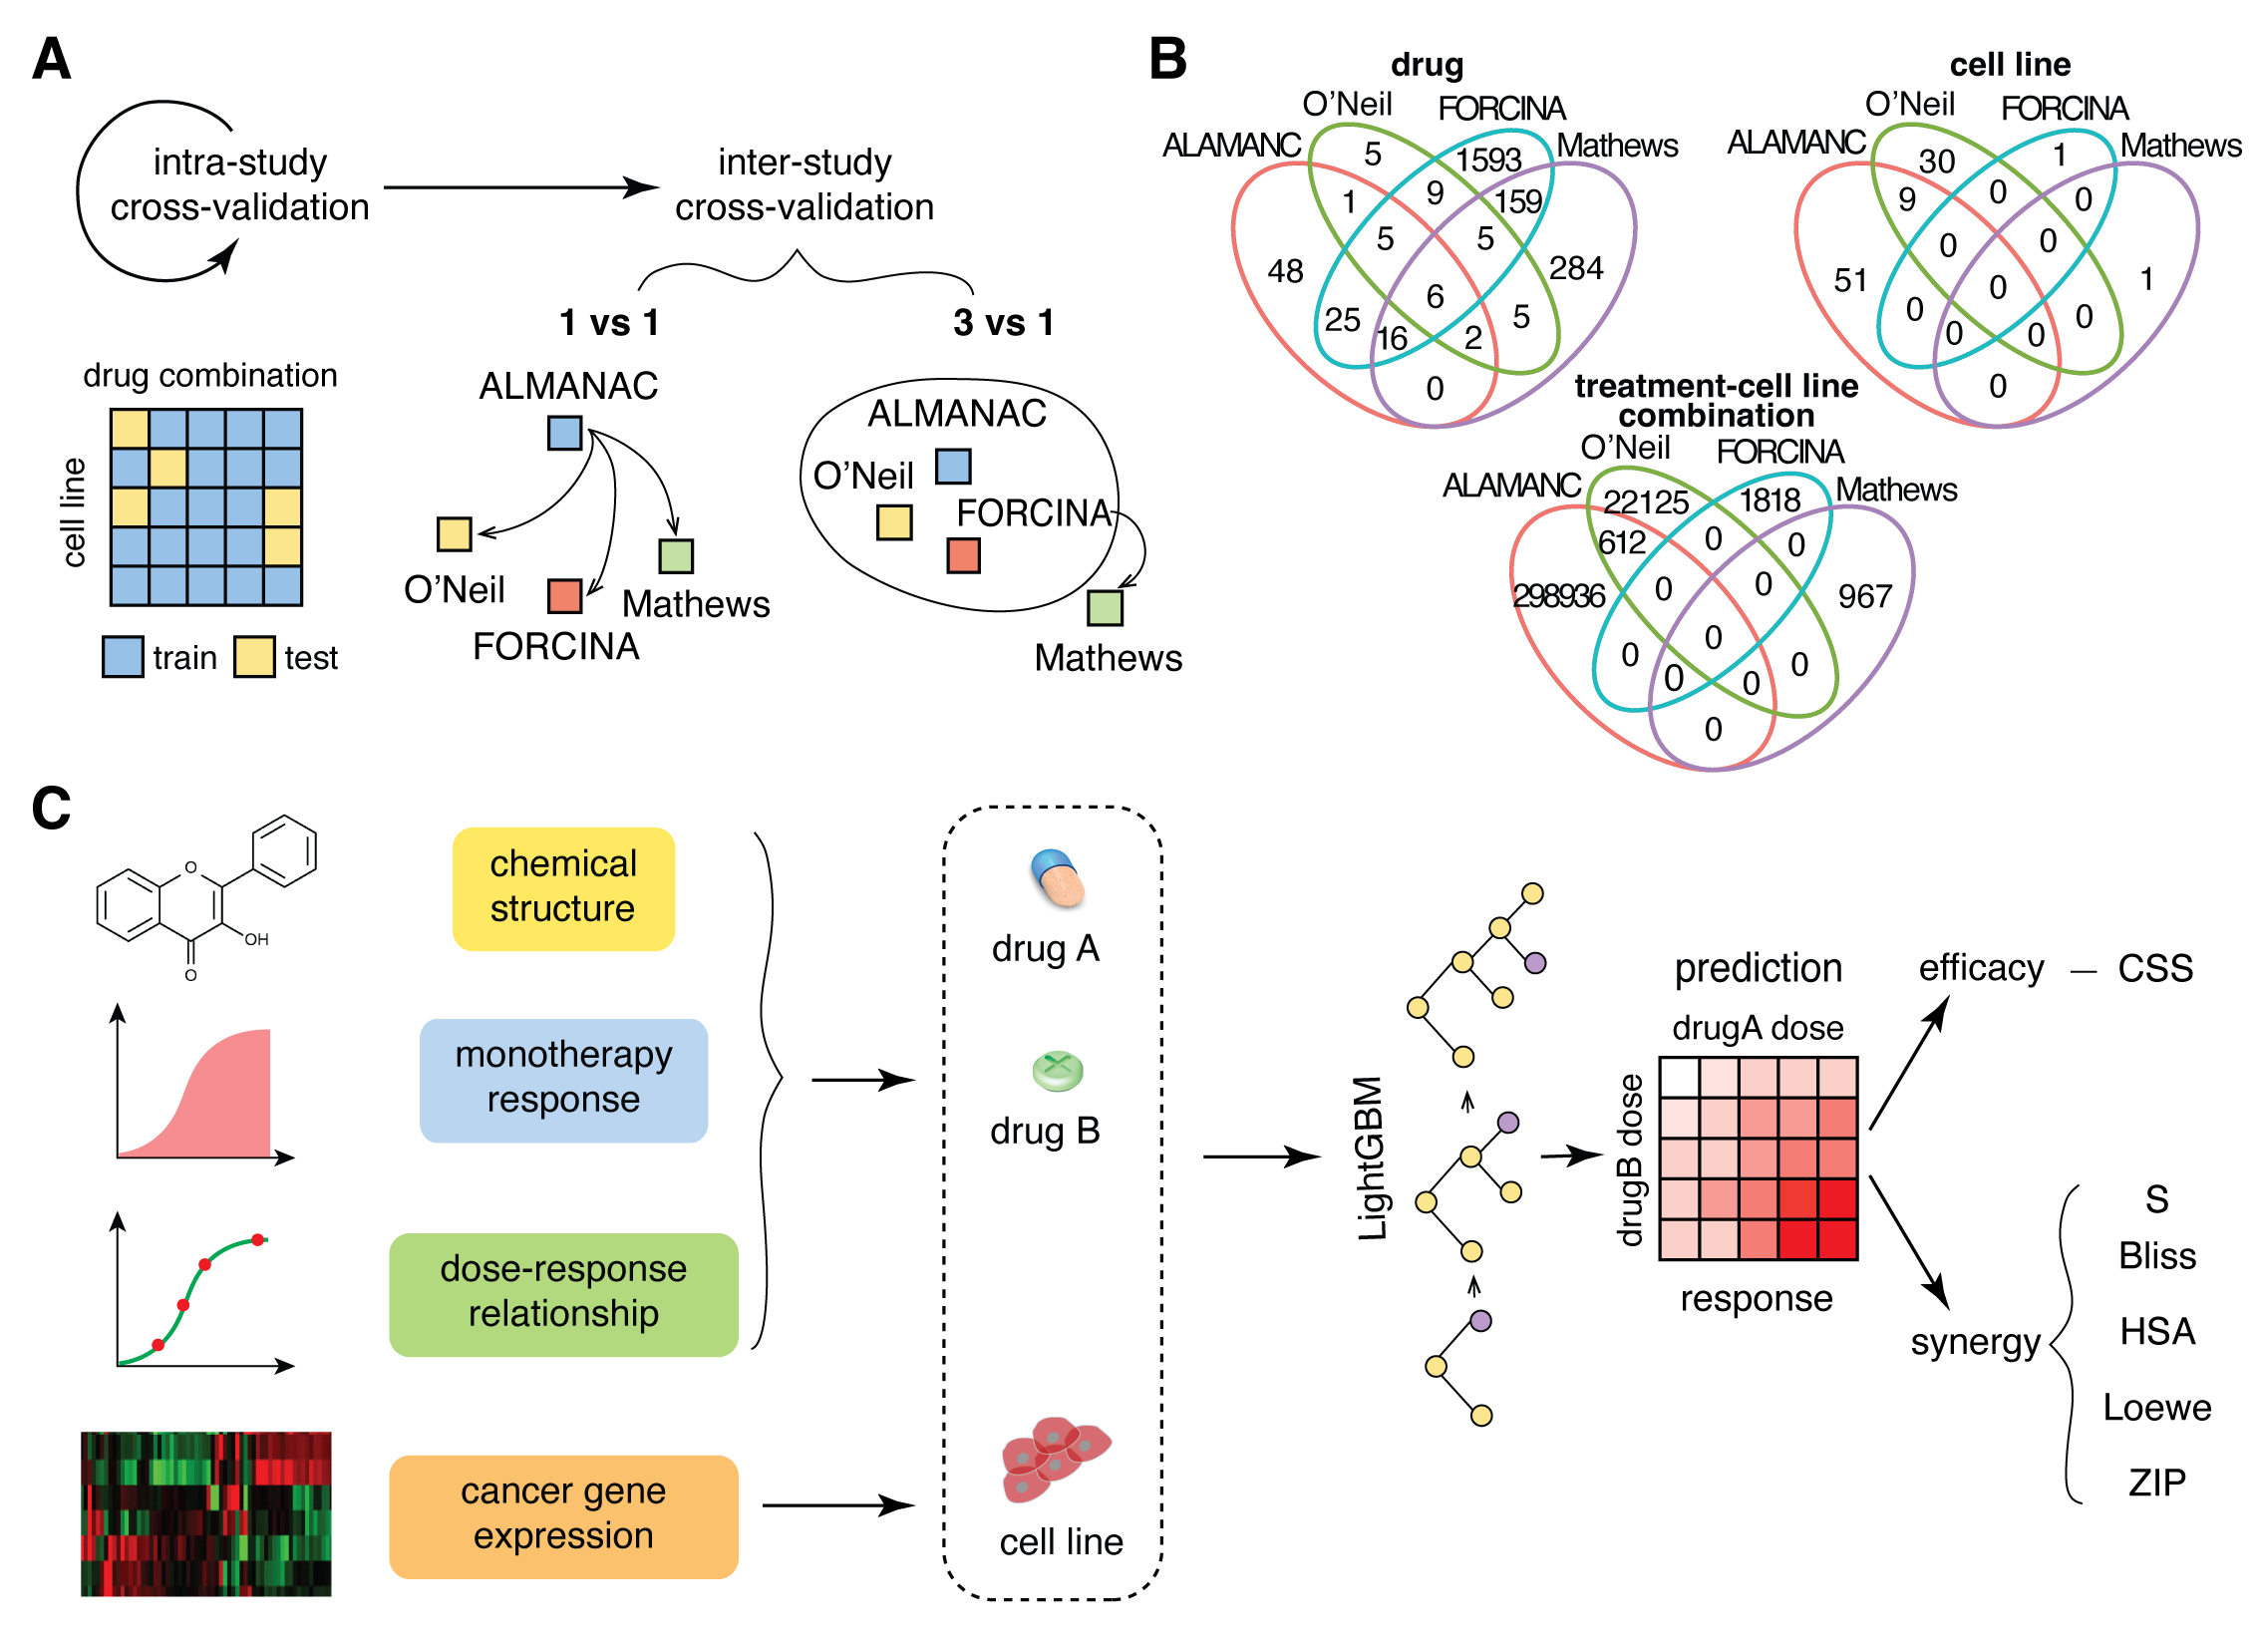 A
intra-study
cross-validation
inter-study
cross-validation
1 vs 1
3 vs 1
drug combination
cell line
train
test
ALMANAC
O’Neil
FORCINA
Mathews
ALMANAC
O’Neil
FORCINA
Mathews
B
drug
O’Neil
FORCINA
ALAMANC
Mathews
5
1593
1
9
159
5
5
48
284
6
25
16
2
5
0
cell line
O’Neil
FORCINA
ALAMANC
Mathews
30
1
9
0
0
0
0
51
1
0
0
0
0
0
0
treatment-cell line
combination
O’Neil
FORCINA
ALAMANC
Mathews
22125
1818
612
0
0
0
0
298936
967
0
0
0
0
0
0
C
O
OH
O
chemical
structure
monotherapy
response
dose-response
relationship
cancer gene
expression
drug A
drug B
cell line
LightGBM
prediction
drugA dose
drugB dose
response
efficacy – CSS
synergy
S
Bliss
HSA
Loewe
ZIP